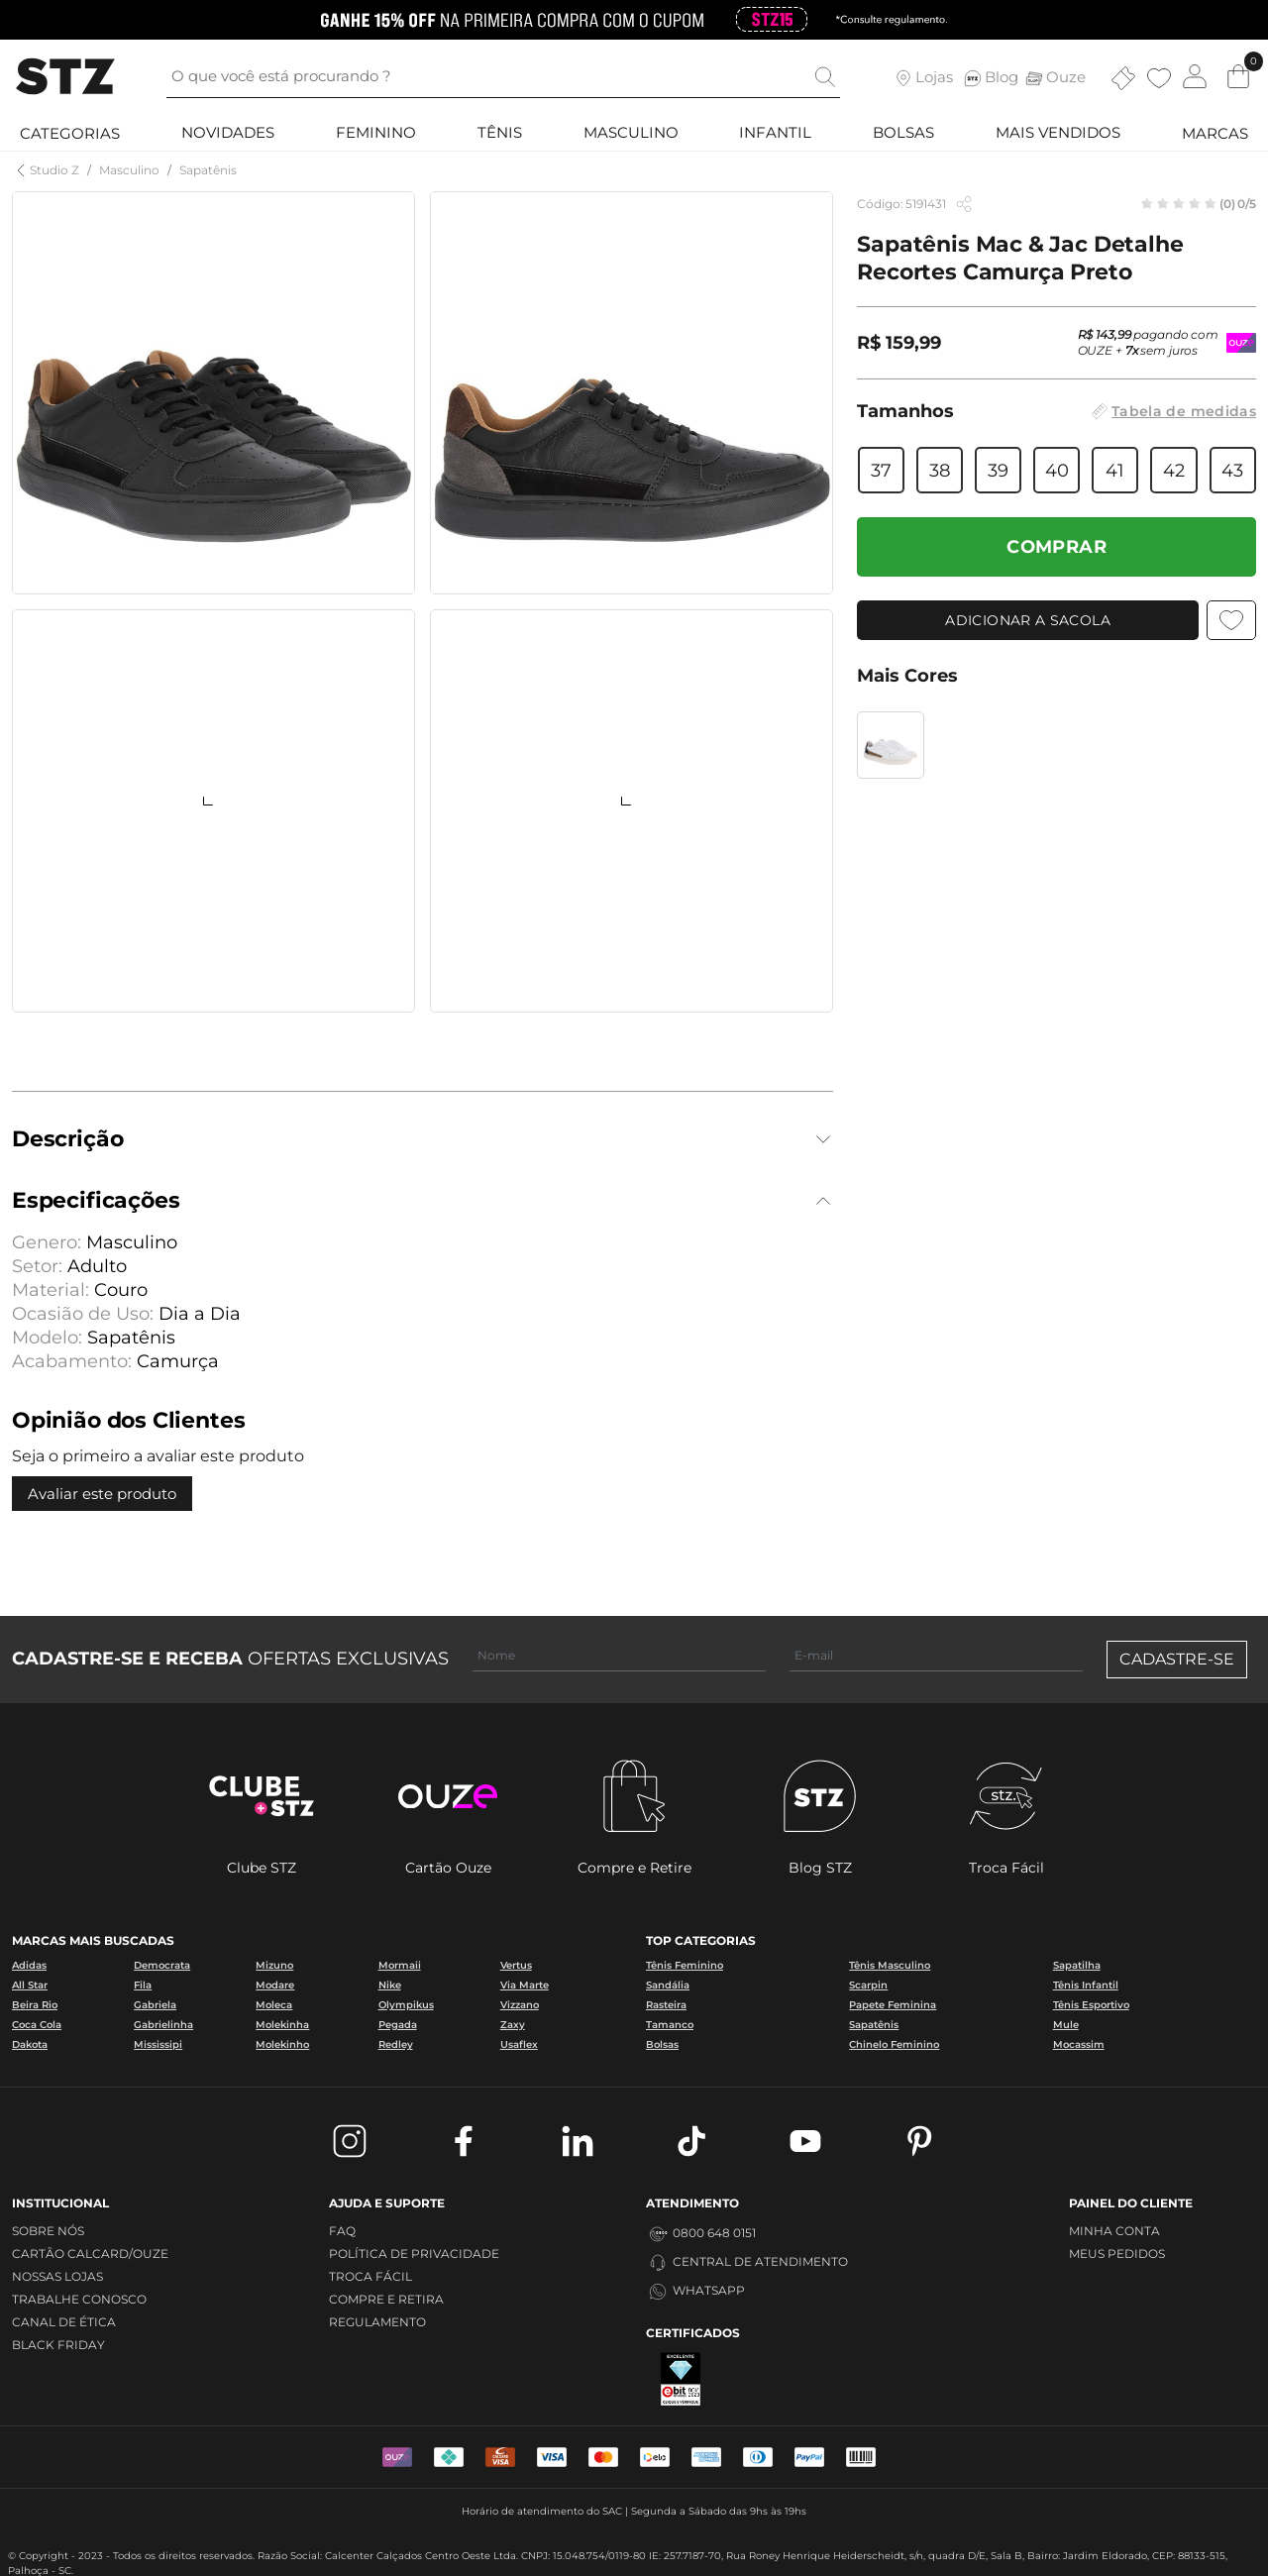 GANHE 15% OFF NA PRIMEIRA COMPRA COM O CUPOM STZ15 *Consulte regulamento.
STZ O que você está procurando ? Lojas Blog Ouze 0
CATEGORIAS NOVIDADES FEMININO TÊNIS MASCULINO INFANTIL BOLSAS MAIS VENDIDOS MARCAS
Studio Z / Masculino / Sapatênis
Código: 5191431 (0) 0/5
Sapatênis Mac & Jac Detalhe
Recortes Camurça Preto
R$ 159,99
R$ 143,99 pagando com
OUZE + 7x sem juros
OUZE
Tamanhos Tabela de medidas
37 38 39 40 41 42 43
COMPRAR
ADICIONAR A SACOLA
Mais Cores
Descrição
Especificações
Genero: Masculino
Setor: Adulto
Material: Couro
Ocasião de Uso: Dia a Dia
Modelo: Sapatênis
Acabamento: Camurça
Opinião dos Clientes
Seja o primeiro a avaliar este produto
Avaliar este produto
CADASTRE-SE E RECEBA OFERTAS EXCLUSIVAS Nome E-mail CADASTRE-SE
CLUBE
STZ
ouze
STZ
stz.
Clube STZ Cartão Ouze Compre e Retire Blog STZ Troca Fácil
MARCAS MAIS BUSCADAS TOP CATEGORIAS
Adidas Democrata Mizuno Mormaii Vertus Tênis Feminino Tênis Masculino Sapatilha
All Star Fila Modare Nike Via Marte Sandália Scarpin Tênis Infantil
Beira Rio Gabriela Moleca Olympikus Vizzano Rasteira Papete Feminina Tênis Esportivo
Coca Cola Gabrielinha Molekinha Pegada Zaxy Tamanco Sapatênis Mule
Dakota Mississipi Molekinho Redley Usaflex Bolsas Chinelo Feminino Mocassim
INSTITUCIONAL
SOBRE NÓS
CARTÃO CALCARD/OUZE
NOSSAS LOJAS
TRABALHE CONOSCO
CANAL DE ÉTICA
BLACK FRIDAY
AJUDA E SUPORTE
FAQ
POLÍTICA DE PRIVACIDADE
TROCA FÁCIL
COMPRE E RETIRA
REGULAMENTO
ATENDIMENTO
0800 648 0151
CENTRAL DE ATENDIMENTO
WHATSAPP
CERTIFICADOS
EXCELENTE
ebit
PAINEL DO CLIENTE
MINHA CONTA
MEUS PEDIDOS
VISA VISA elo PayPal
Horário de atendimento do SAC | Segunda a Sábado das 9hs às 19hs
© Copyright - 2023 - Todos os direitos reservados. Razão Social: Calcenter Calçados Centro Oeste Ltda. CNPJ: 15.048.754/0119-80 IE: 257.7187-70, Rua Roney Henrique Heiderscheidt, s/n, quadra D/E, Sala B, Bairro: Jardim Eldorado, CEP: 88133-515,
Palhoça - SC.